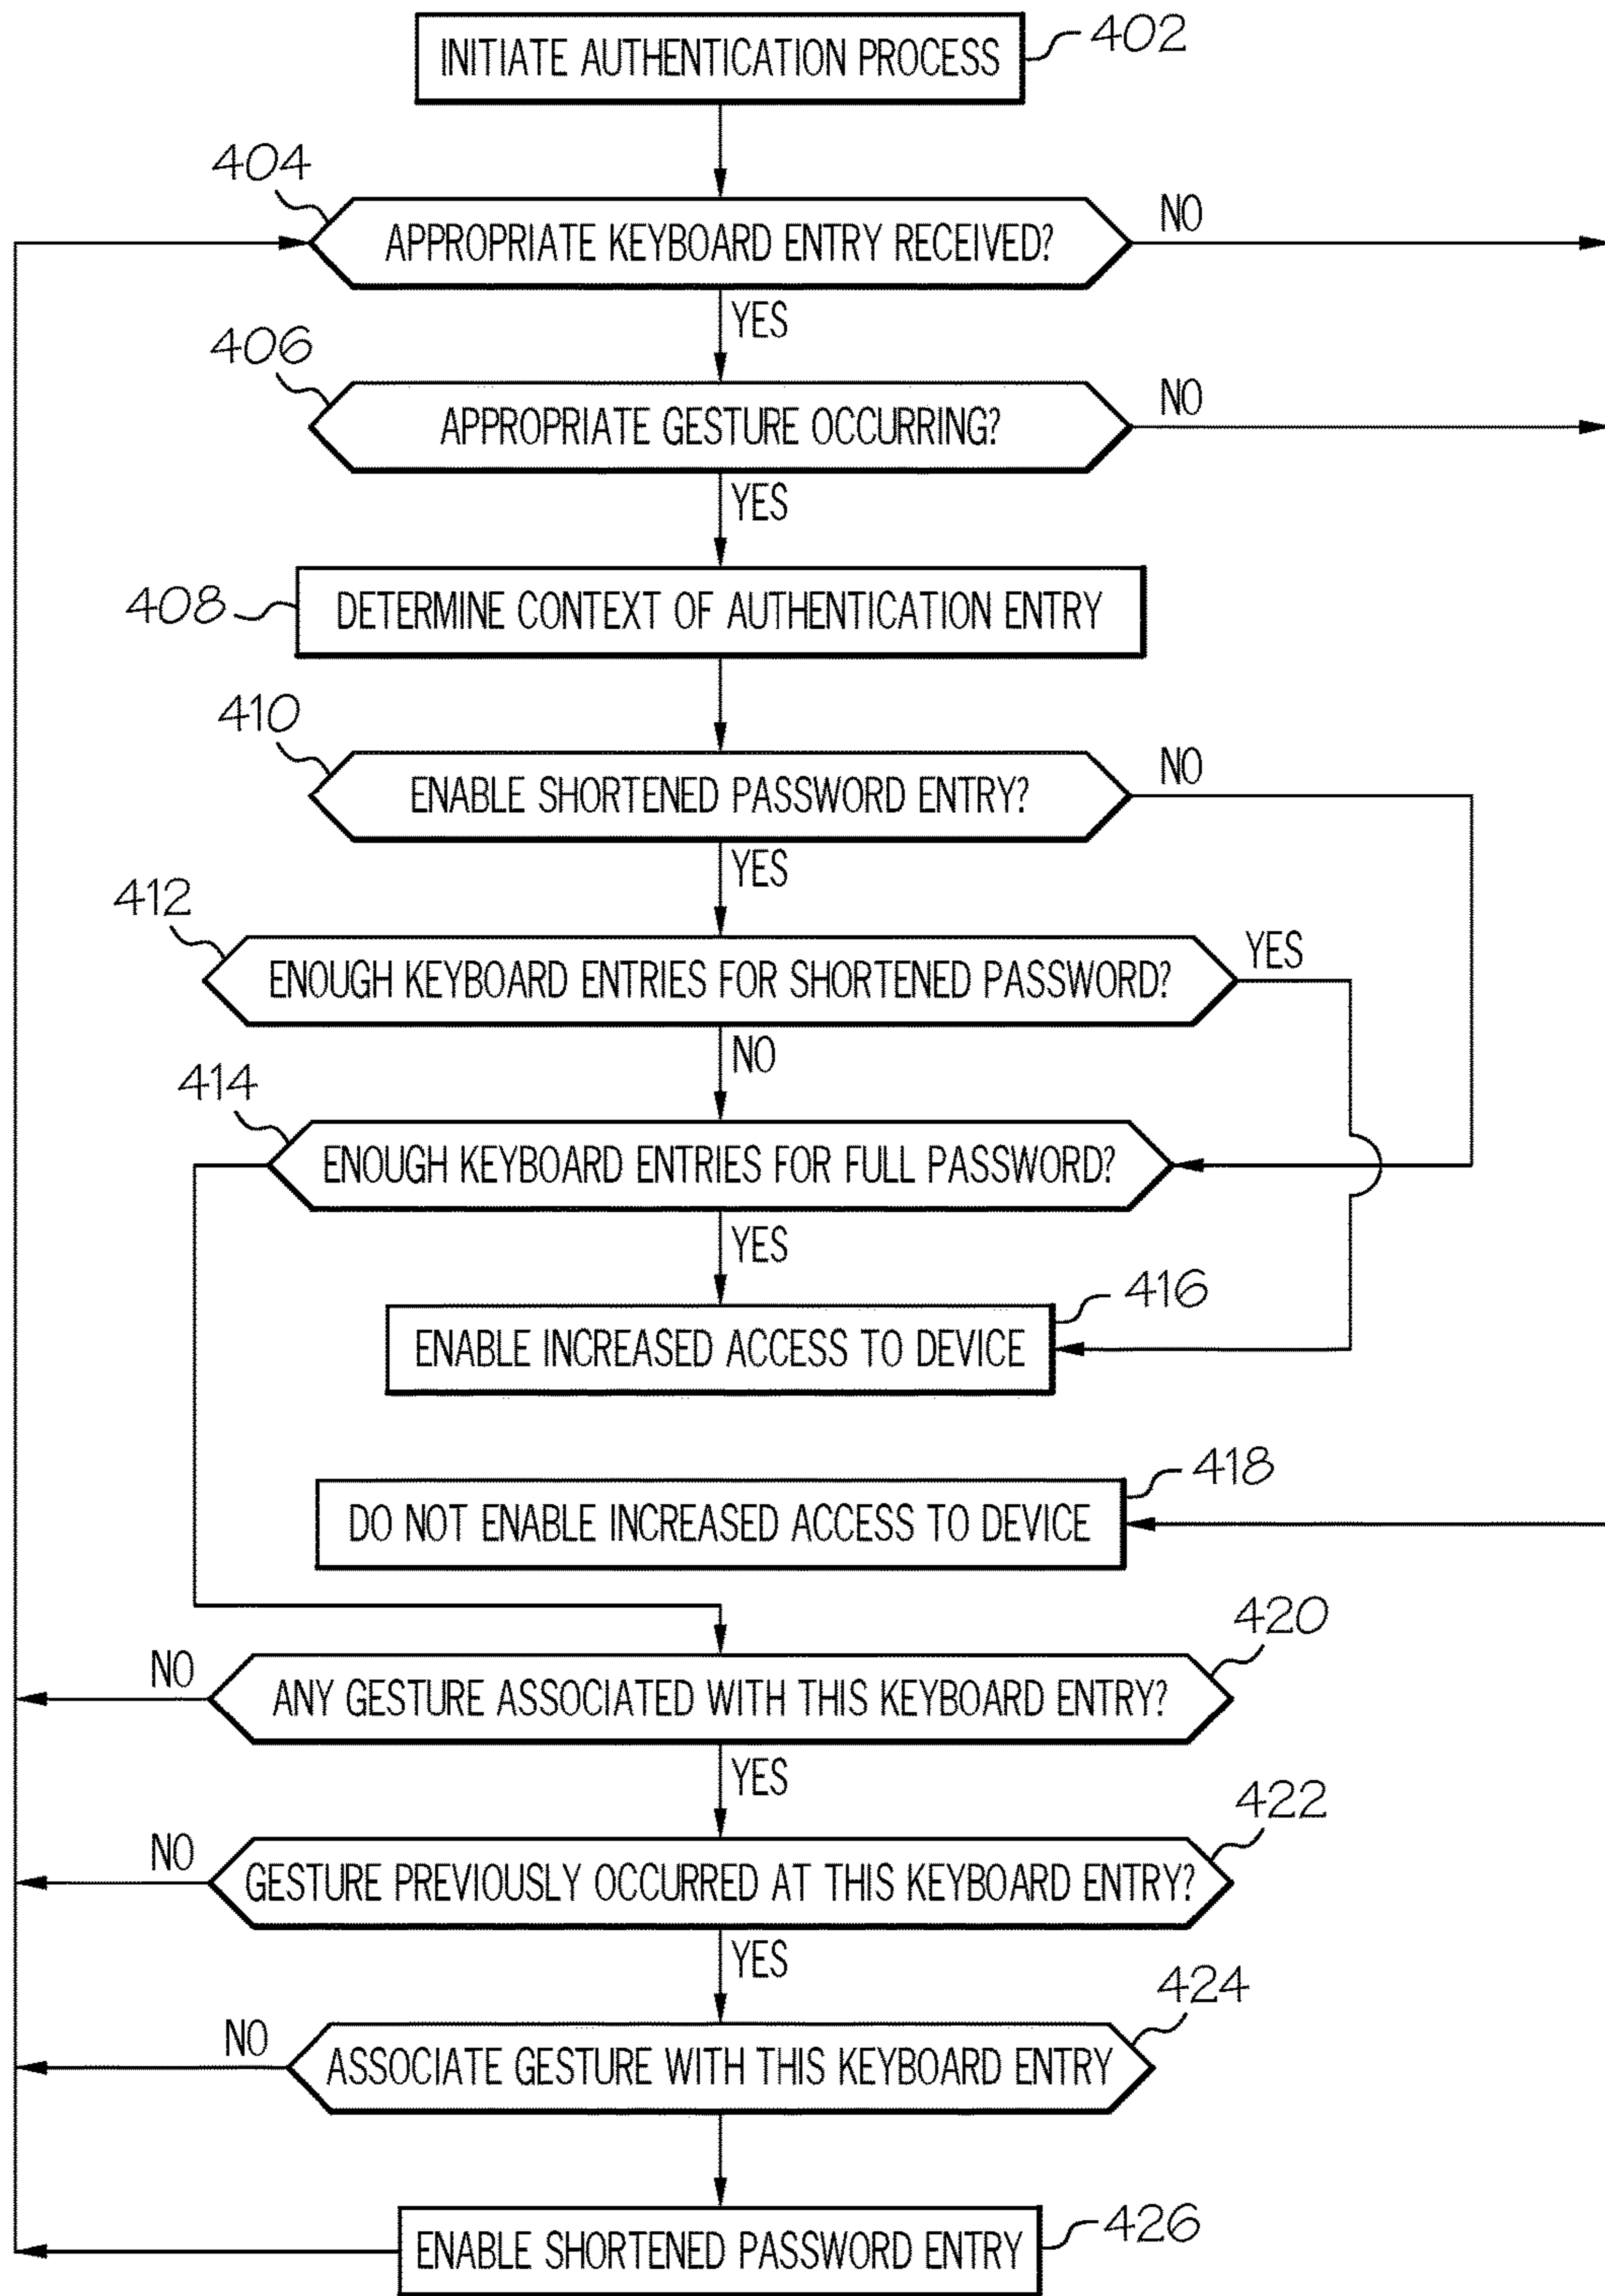 INITIATE AUTHENTICATION PROCESS
402
404
APPROPRIATE KEYBOARD ENTRY RECEIVED?
NO
YES
406
APPROPRIATE GESTURE OCCURRING?
NO
YES
408
DETERMINE CONTEXT OF AUTHENTICATION ENTRY
410
ENABLE SHORTENED PASSWORD ENTRY?
NO
YES
412
ENOUGH KEYBOARD ENTRIES FOR SHORTENED PASSWORD?
YES
NO
414
ENOUGH KEYBOARD ENTRIES FOR FULL PASSWORD?
YES
416
ENABLE INCREASED ACCESS TO DEVICE
418
DO NOT ENABLE INCREASED ACCESS TO DEVICE
420
NO
ANY GESTURE ASSOCIATED WITH THIS KEYBOARD ENTRY?
YES
422
NO
GESTURE PREVIOUSLY OCCURRED AT THIS KEYBOARD ENTRY?
YES
424
NO
ASSOCIATE GESTURE WITH THIS KEYBOARD ENTRY
ENABLE SHORTENED PASSWORD ENTRY
426